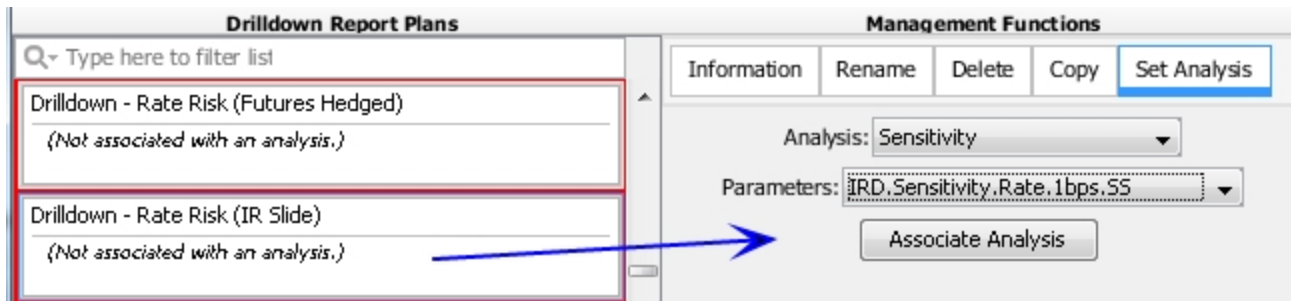 Drilldown Report Plans
Type here to filter list
Drilldown - Rate Risk (Futures Hedged)
(Not associated with an analysis.)
Drilldown - Rate Risk (IR Slide)
(Not associated with an analysis.)
Management Functions
Information Rename Delete Copy Set Analysis
Analysis: Sensitivity
Parameters: IRD.Sensitivity.Rate.1bps.SS
Associate Analysis